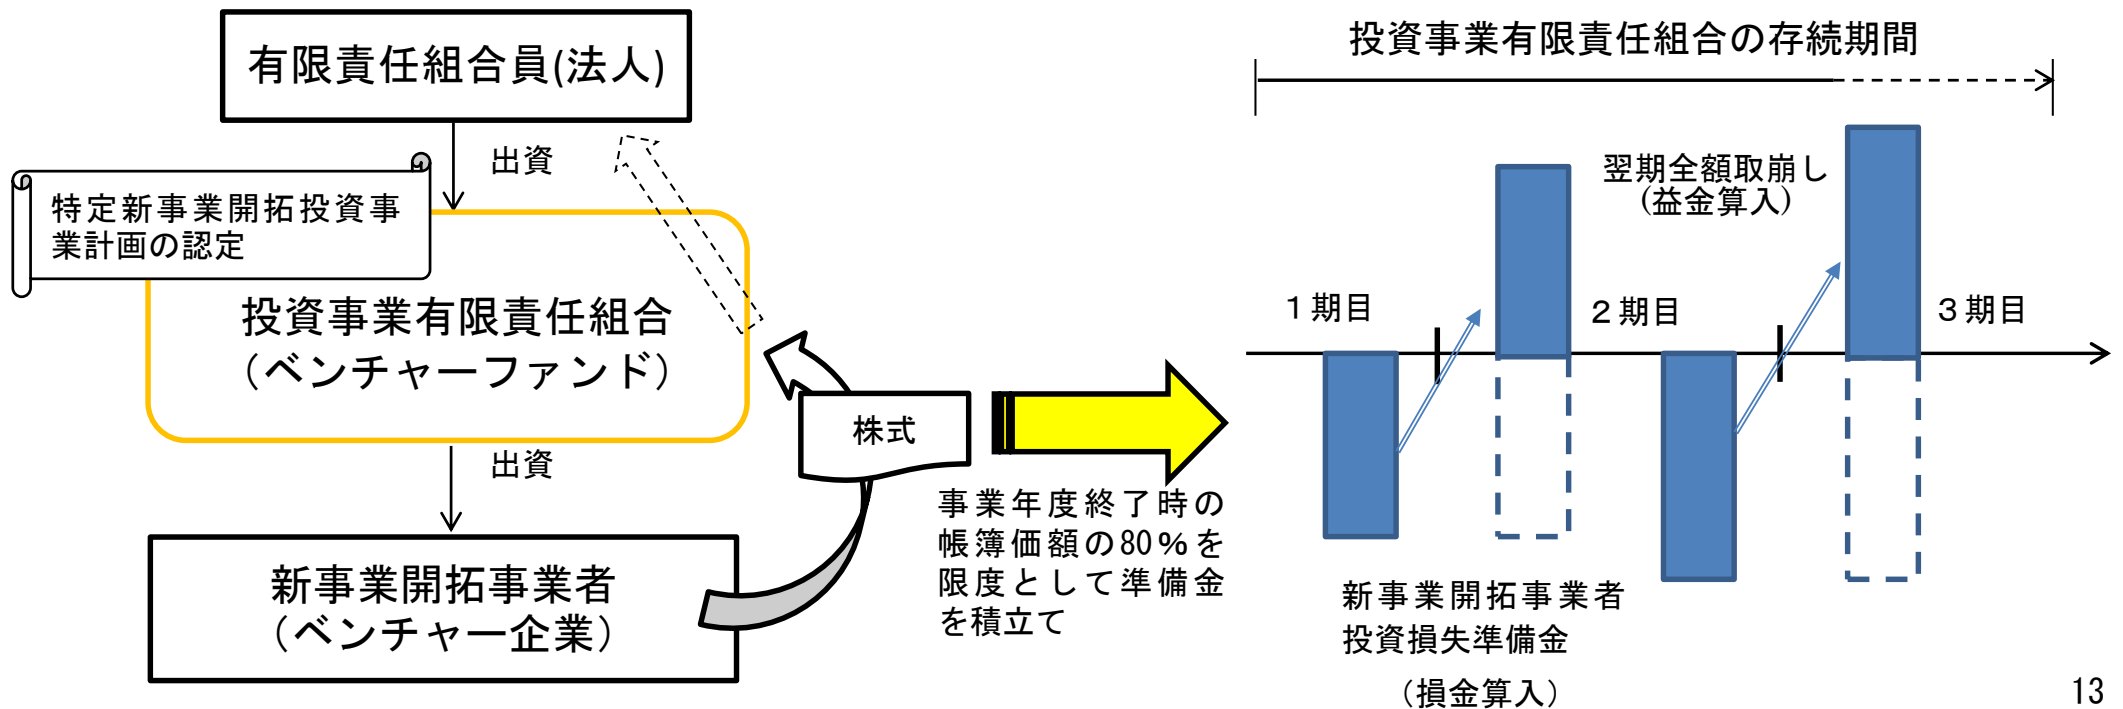 有限責任組合員(法人)
出資
特定新事業開拓投資事
業計画の認定
投資事業有限責任組合
（ベンチャーファンド）
出資
新事業開拓事業者
（ベンチャー企業）
株式
事業年度終了時の
帳簿価額の80％を
限度として準備金
を積立て
投資事業有限責任組合の存続期間
翌期全額取崩し
(益金算入)
１期目
２期目
３期目
新事業開拓事業者
投資損失準備金
（損金算入）
13